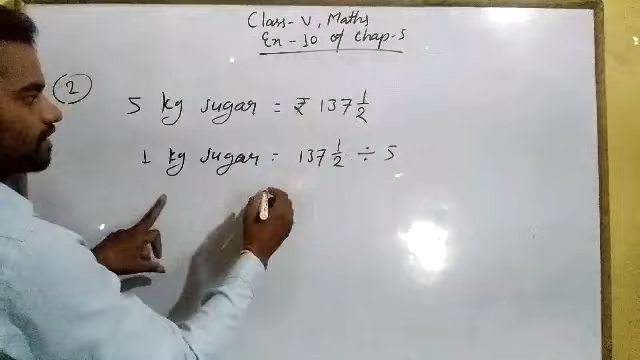 Class-V, Maths
Ex-10 of Chap-5
2
5 kg sugar = ₹ 137 1/2
1 kg sugar = 137 1/2 ÷ 5